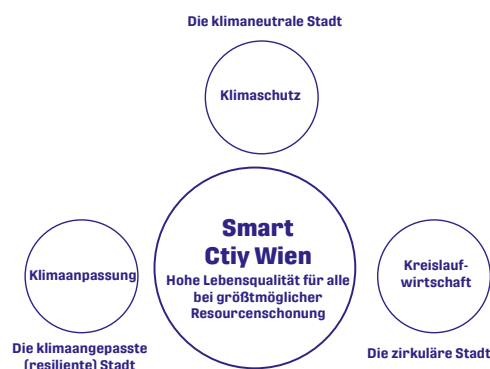 Die klimaneutrale Stadt
Klimaschutz
Smart
Ctiy Wien
Hohe Lebensqualität für alle
bei größtmöglicher
Resourcenschonung
Klimaanpassung
Die klimaangepasste
(resiliente) Stadt
Kreislauf-
wirtschaft
Die zirkuläre Stadt